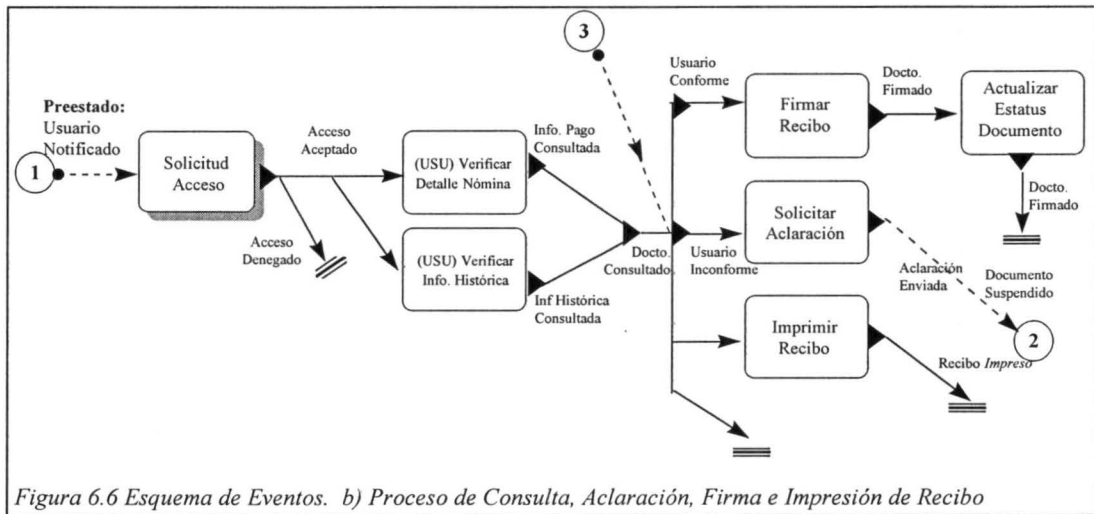 3
Preestado:
Usuario
Notificado
1
Solicitud
Acceso
Acceso
Aceptado
Acceso
Denegado
(USU) Verificar
Detalle Nómina
(USU) Verificar
Info. Histórica
Info. Pago
Consultada
Inf Histórica
Consultada
Docto.
Consultado
Usuario
Conforme
Usuario
Inconforme
Firmar
Recibo
Docto.
Firmado
Actualizar
Estatus
Documento
Docto.
Firmado
Solicitar
Aclaración
Aclaración
Enviada
Documento
Suspendido
2
Imprimir
Recibo
Recibo Impreso
Figura 6.6 Esquema de Eventos. b) Proceso de Consulta, Aclaración, Firma e Impresión de Recibo